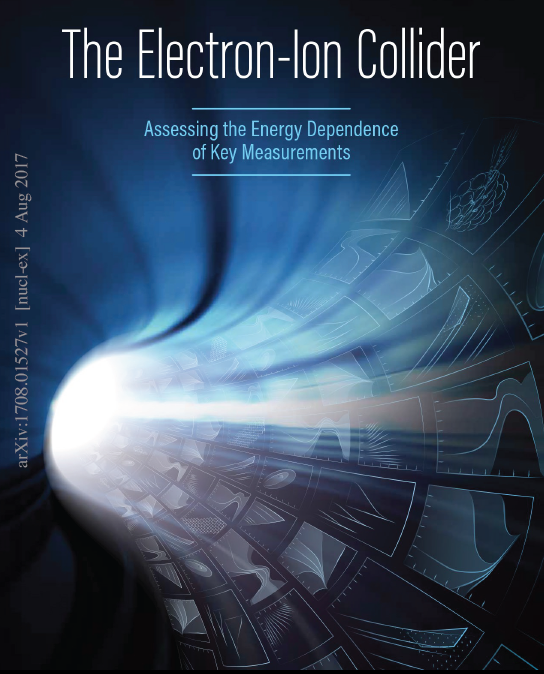 The Electron-Ion Collider
Assessing the Energy Dependence
of Key Measurements
arXiv:1708.01527v1 [nucl-ex] 4 Aug 2017